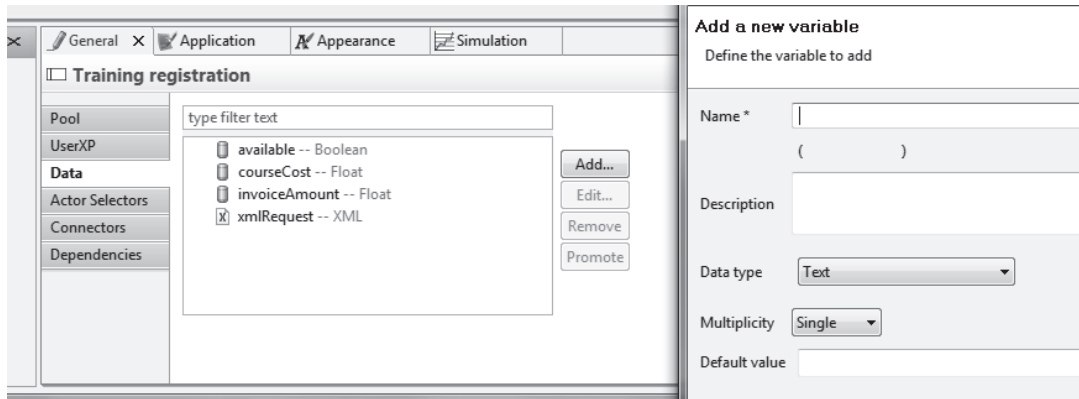 General
Application
Appearance
Simulation
Training registration
Pool
UserXP
Data
Actor Selectors
Connectors
Dependencies
type filter text
available -- Boolean
courseCost -- Float
invoiceAmount -- Float
xmlRequest -- XML
Add...
Edit...
Remove
Promote
Add a new variable
Define the variable to add
Name *
( )
Description
Data type Text
Multiplicity Single
Default value